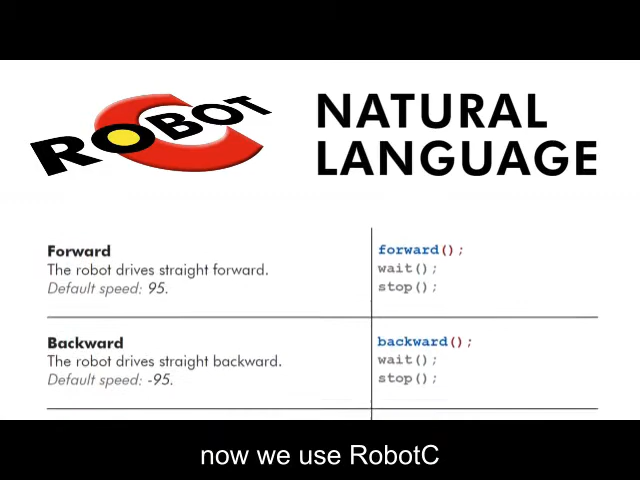 ROBOT C
NATURAL
LANGUAGE
Forward
The robot drives straight forward.
Default speed: 95.
forward();
wait();
stop();
Backward
The robot drives straight backward.
Default speed: -95.
backward();
wait();
stop();
now we use RobotC